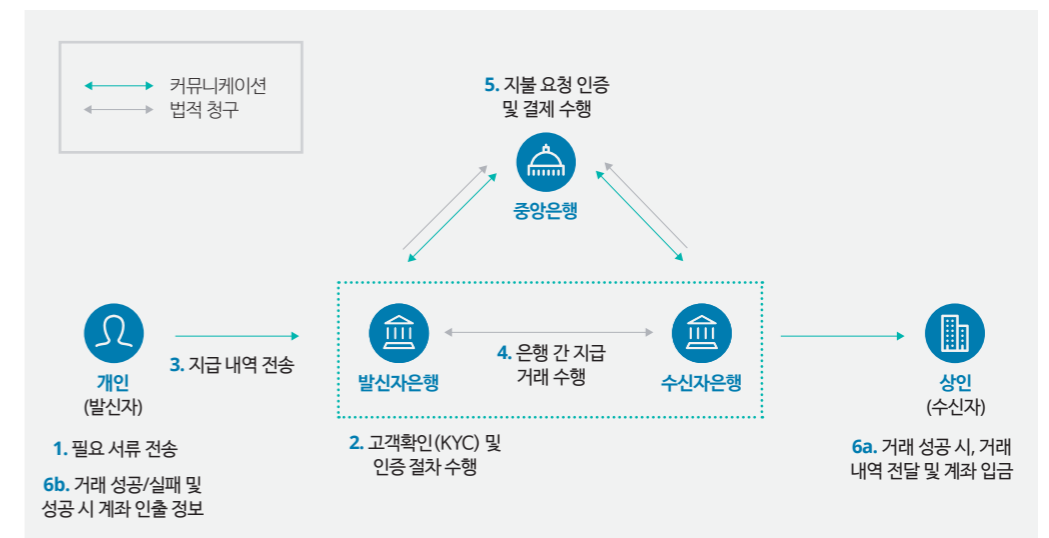 커뮤니케이션
법적 청구
5. 지불 요청 인증
및 결제 수행
중앙은행
개인
(발신자)
3. 지급 내역 전송
발신자은행
4. 은행 간 지급
거래 수행
수신자은행
상인
(수신자)
1. 필요 서류 전송
6b. 거래 성공/실패 및
성공 시 계좌 인출 정보
2. 고객확인(KYC) 및
인증 절차 수행
6a. 거래 성공 시, 거래
내역 전달 및 계좌 입금